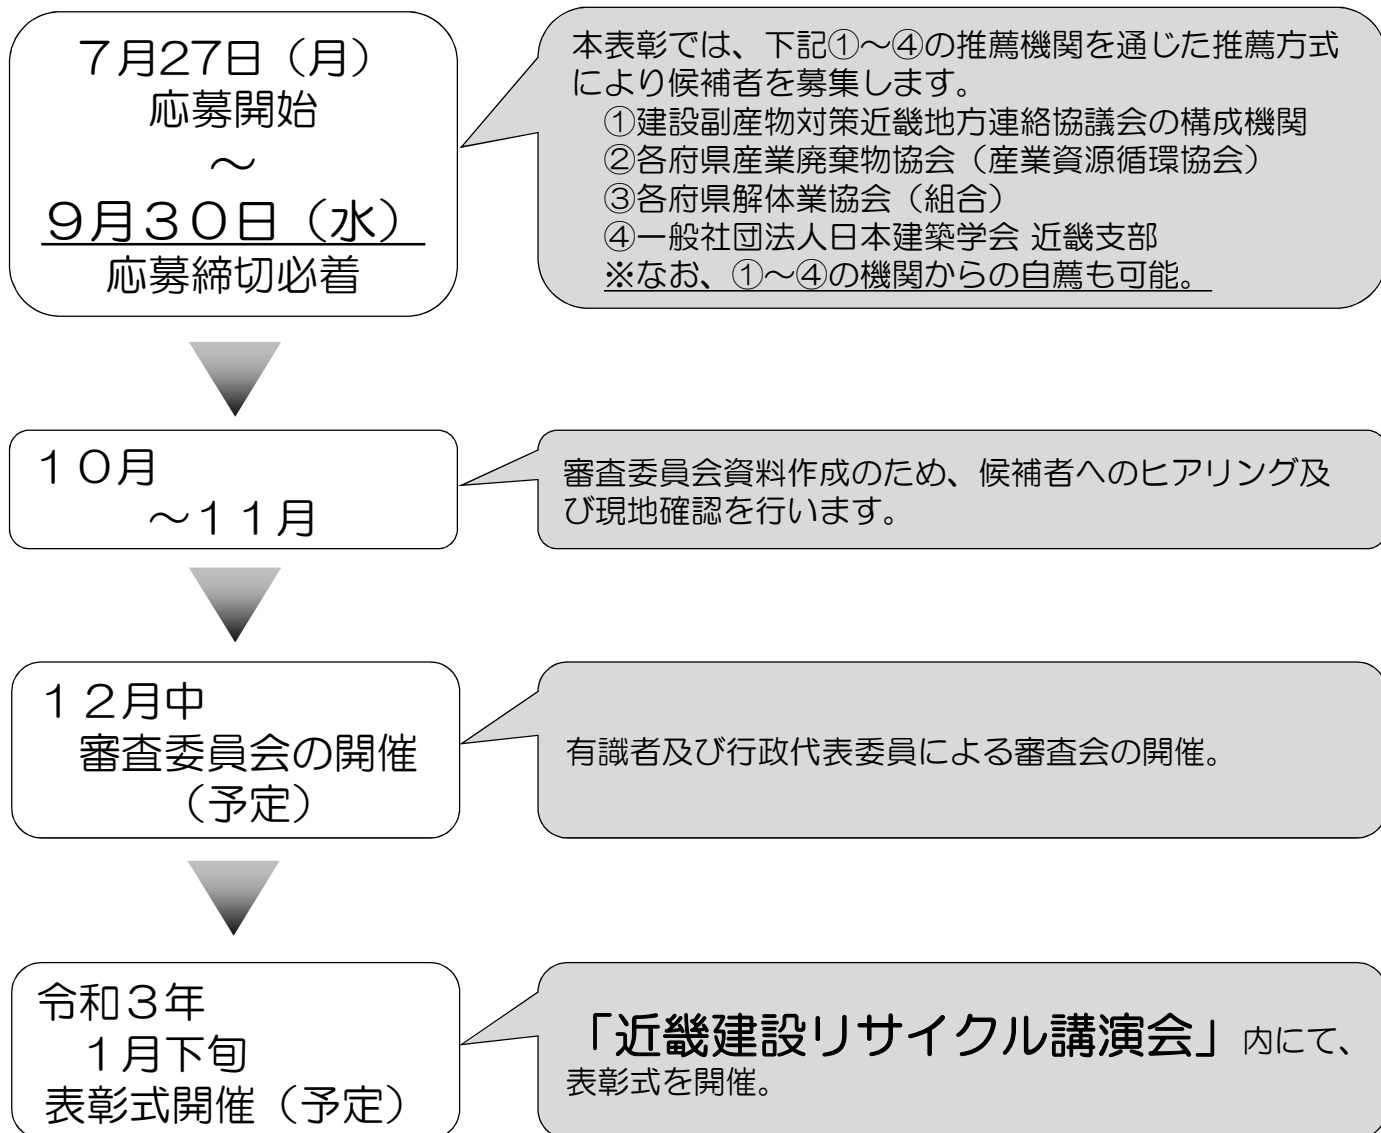 ７月27日（月）
応募開始
～
９月３０日（水）
応募締切必着
本表彰では、下記①～④の推薦機関を通じた推薦方式
により候補者を募集します。
①建設副産物対策近畿地方連絡協議会の構成機関
②各府県産業廃棄物協会（産業資源循環協会）
③各府県解体業協会（組合）
④一般社団法人日本建築学会 近畿支部
※なお、①～④の機関からの自薦も可能。
１０月
～１１月
審査委員会資料作成のため、候補者へのヒアリング及
び現地確認を行います。
１２月中
審査委員会の開催
（予定）
有識者及び行政代表委員による審査会の開催。
令和３年
１月下旬
表彰式開催（予定）
「近畿建設リサイクル講演会」内にて、
表彰式を開催。